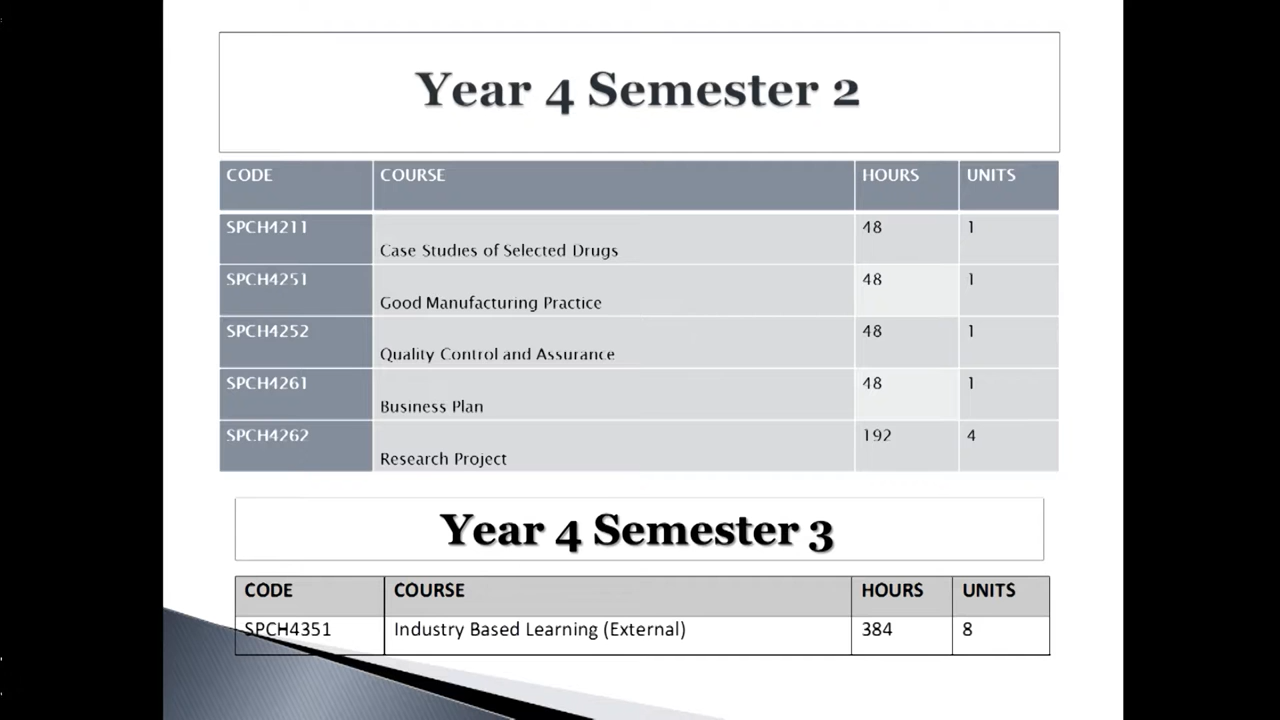 Year 4 Semester 2
CODE COURSE HOURS UNITS
SPCH4211 Case Studies of Selected Drugs 48 1
SPCH4251 Good Manufacturing Practice 48 1
SPCH4252 Quality Control and Assurance 48 1
SPCH4261 Business Plan 48 1
SPCH4262 Research Project 192 4
Year 4 Semester 3
CODE COURSE HOURS UNITS
SPCH4351 Industry Based Learning (External) 384 8